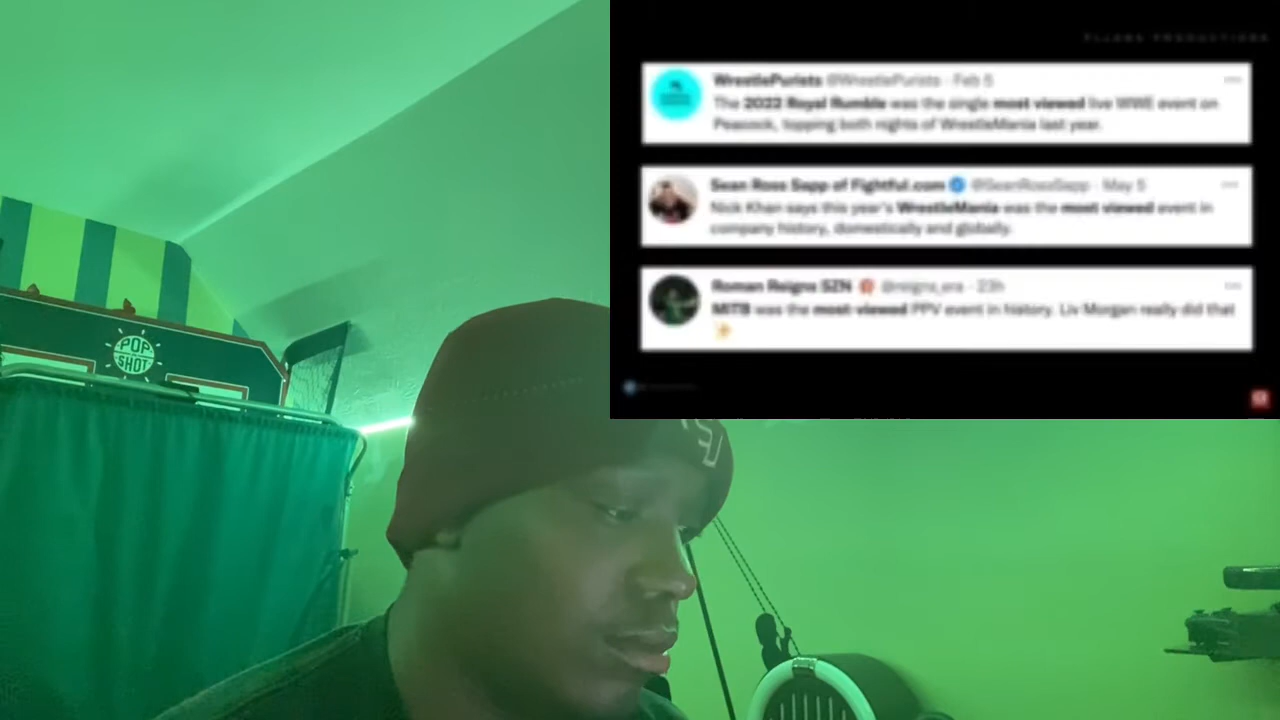 POP
SHOT
WrestlePurists @WrestlePurists · Feb 5
The 2022 Royal Rumble was the single most viewed live WWE event on
Peacock, topping both nights of WrestleMania last year.
Sean Ross Sapp of Fightful.com @SeanRossSapp · May 5
Nick Khan says this year's WrestleMania was the most viewed event in
company history, domestically and globally.
Roman Reigns SZN @reigns_era · 23h
MITB was the most-viewed PPV event in history. Liv Morgan really did that